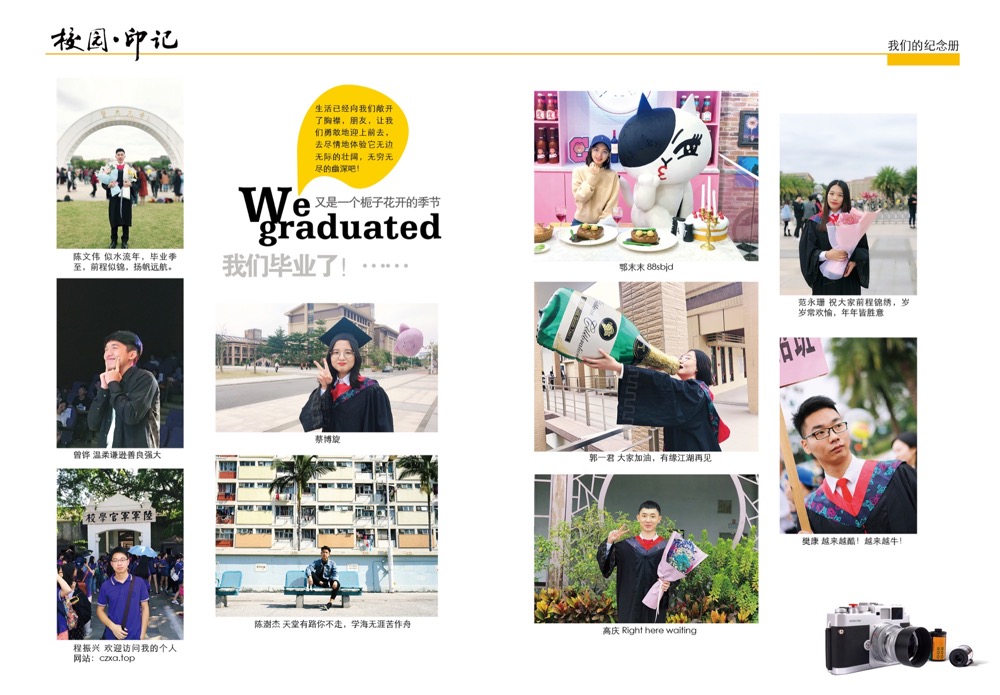 校园·印记
我们的纪念册
生活已经向我们敞开
了胸襟，朋友，让我
们勇敢地迎上前去，
去尽情地体验它无边
无际的壮阔，无穷无
尽的幽深吧！
We
又是一个栀子花开的季节
graduated
我们毕业了！……
陈文伟 似水流年，毕业季
至，前程似锦，扬帆远航。
曾铧 温柔谦逊善良强大
陸軍軍官學校
程振兴 欢迎访问我的个人
网站：czxa.top
蔡博旋
陈澍杰 天堂有路你不走，学海无涯苦作舟
鄂末末 88sbjd
郭一君 大家加油，有缘江湖再见
高庆 Right here waiting
范永珊 祝大家前程锦绣，岁
岁常欢愉，年年皆胜意
樊康 越来越酷！越来越牛！